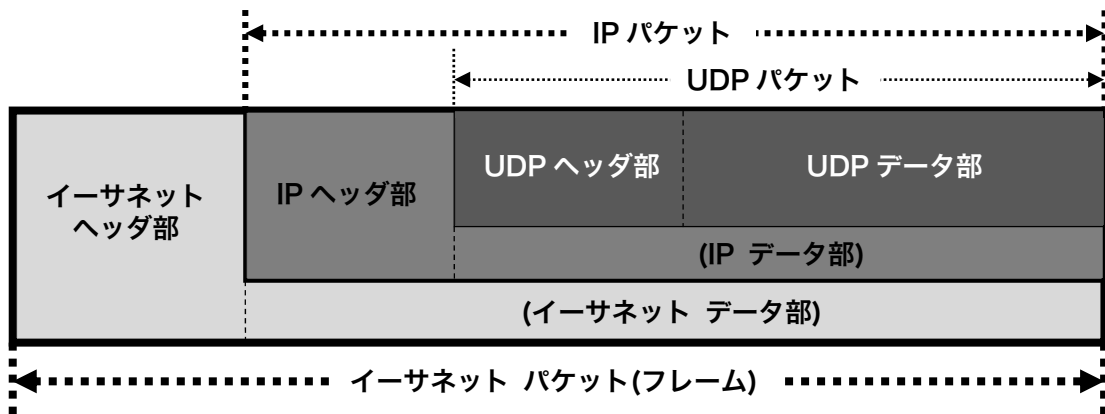 IP パケット
UDP パケット
イーサネット
ヘッダ部
IP ヘッダ部
UDP ヘッダ部
UDP データ部
(IP データ部)
(イーサネット データ部)
イーサネット パケット(フレーム)